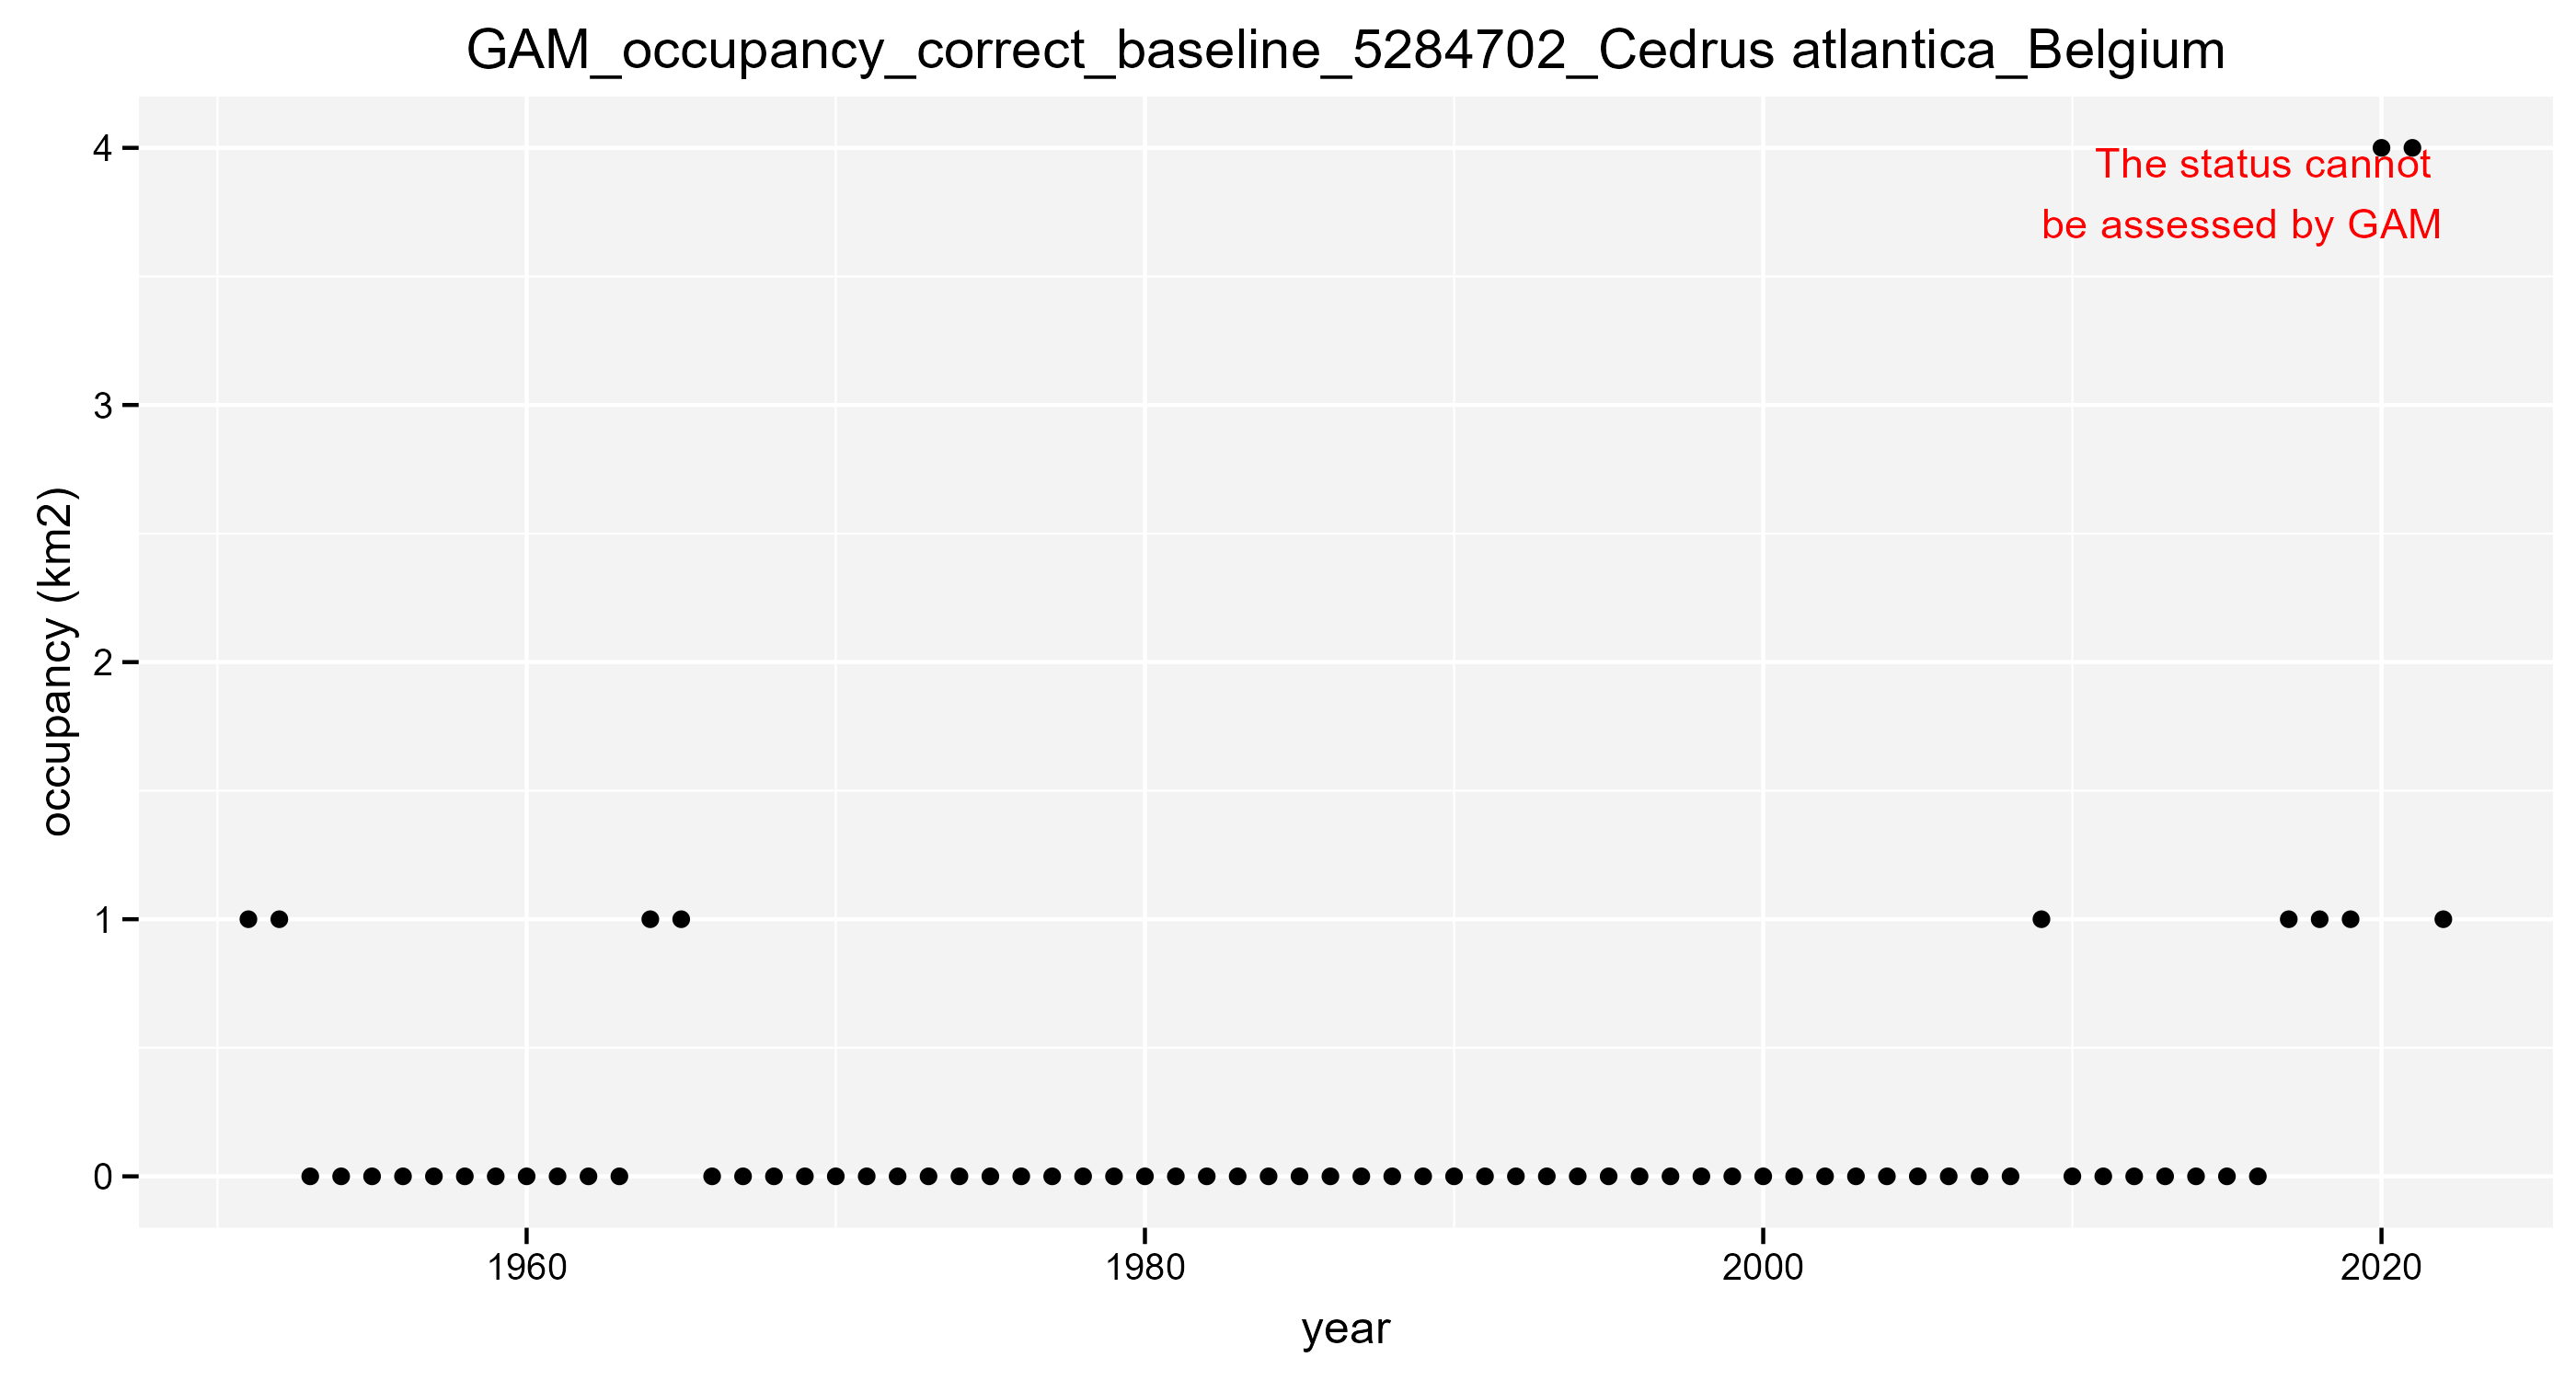 GAM_occupancy_correct_baseline_5284702_Cedrus atlantica_Belgium
4
The status cannot
be assessed by GAM
3
occupancy (km2)
2
1
0
1960 1980 2000 2020
year